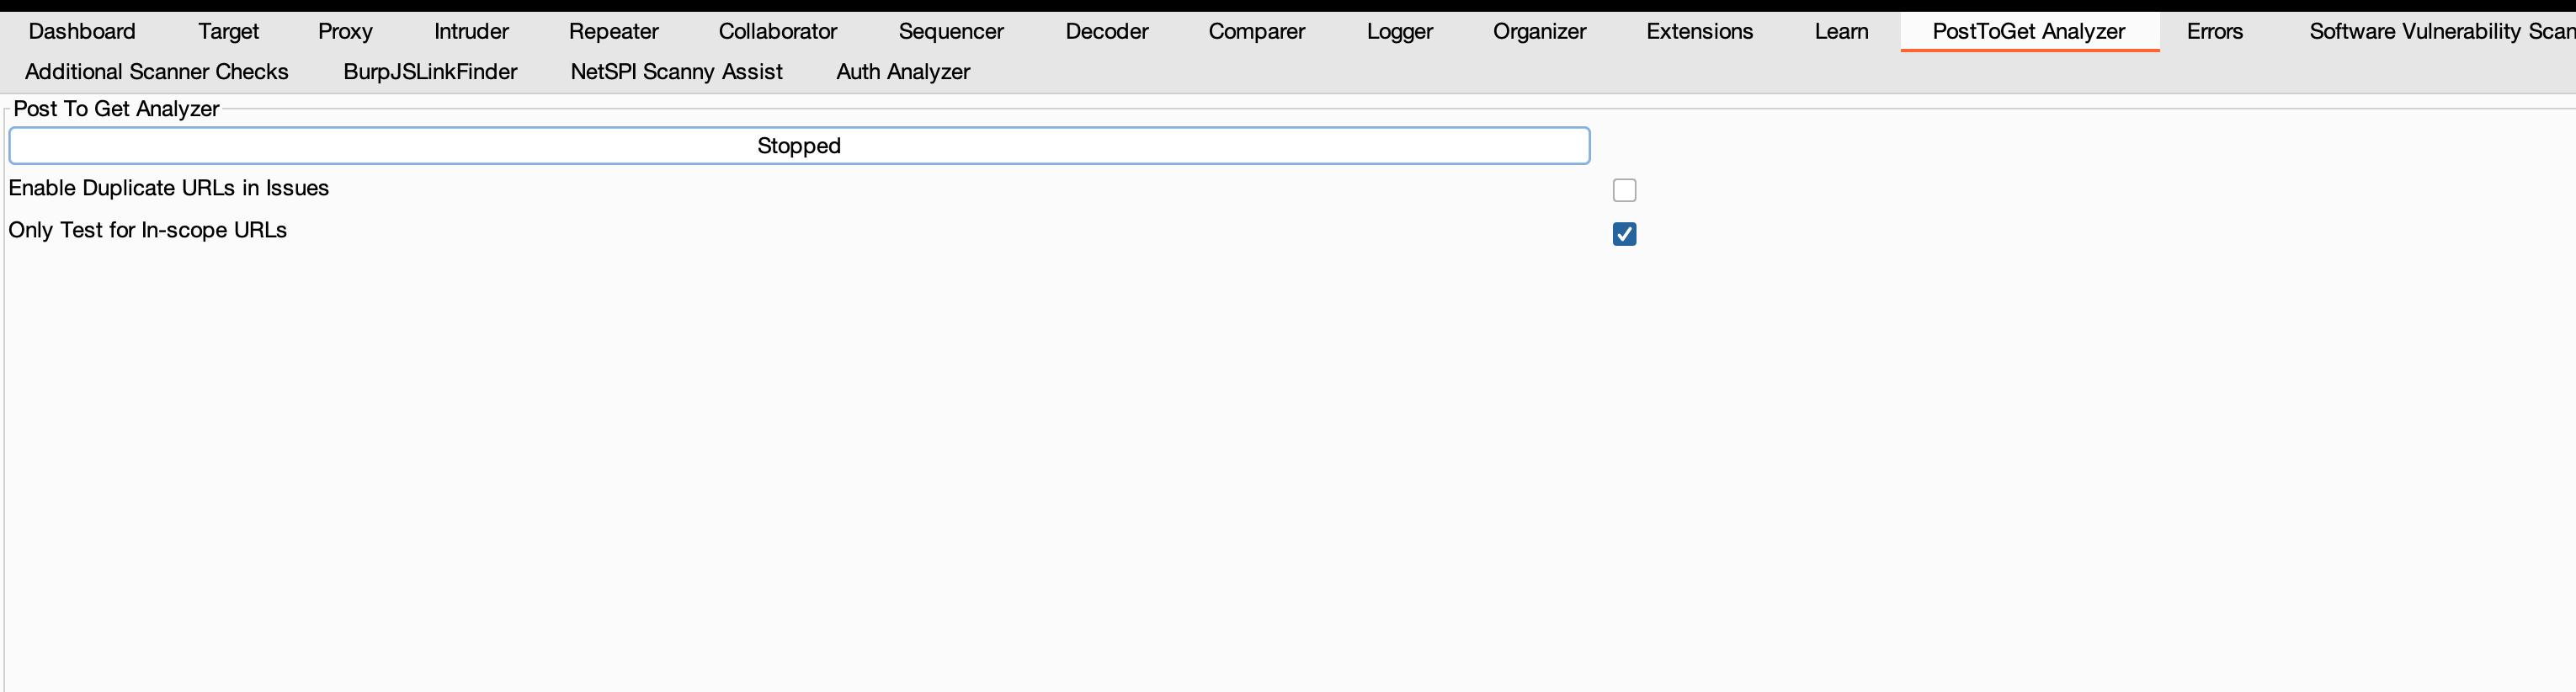 Dashboard Target Proxy Intruder Repeater Collaborator Sequencer Decoder Comparer Logger Organizer Extensions Learn PostToGet Analyzer Errors Software Vulnerability Scan
Additional Scanner Checks BurpJSLinkFinder NetSPI Scanny Assist Auth Analyzer
Post To Get Analyzer
Stopped
Enable Duplicate URLs in Issues
Only Test for In-scope URLs